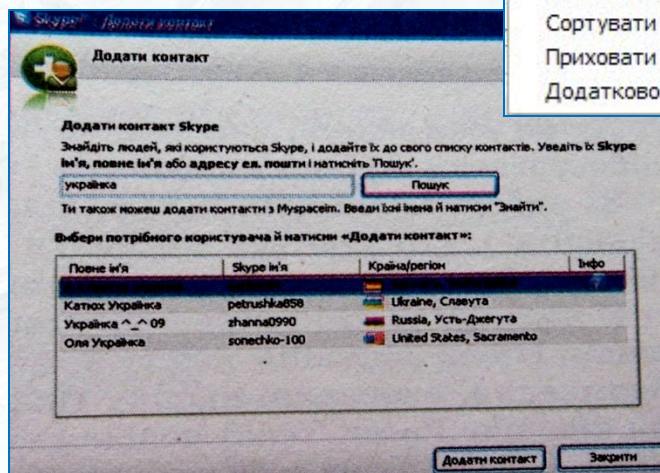 Сортувати
Приховати
Додатково
Skype™ - Додати контакт
Додати контакт
Додати контакт Skype
Знайдіть людей, які користуються Skype, і додайте їх до свого списку контактів. Уведіть їх Skype
ім'я, повне ім'я або адресу ел. пошти і натисніть 'Пошук'.
українка Пошук
Ти також можеш додати контакти з Myspaceim. Введи їхні імена й натисни "Знайти".
Вибери потрібного користувача й натисни «Додати контакт»:
Повне ім'я Skype ім'я Країна/регіон Інфо
Катюх Українка petrushka858 Ukraine, Славута
Українка ^_^ 09 zhanna0990 Russia, Усть-Джегута
Оля Українка sonechko-100 United States, Sacramento
Додати контакт Закрити